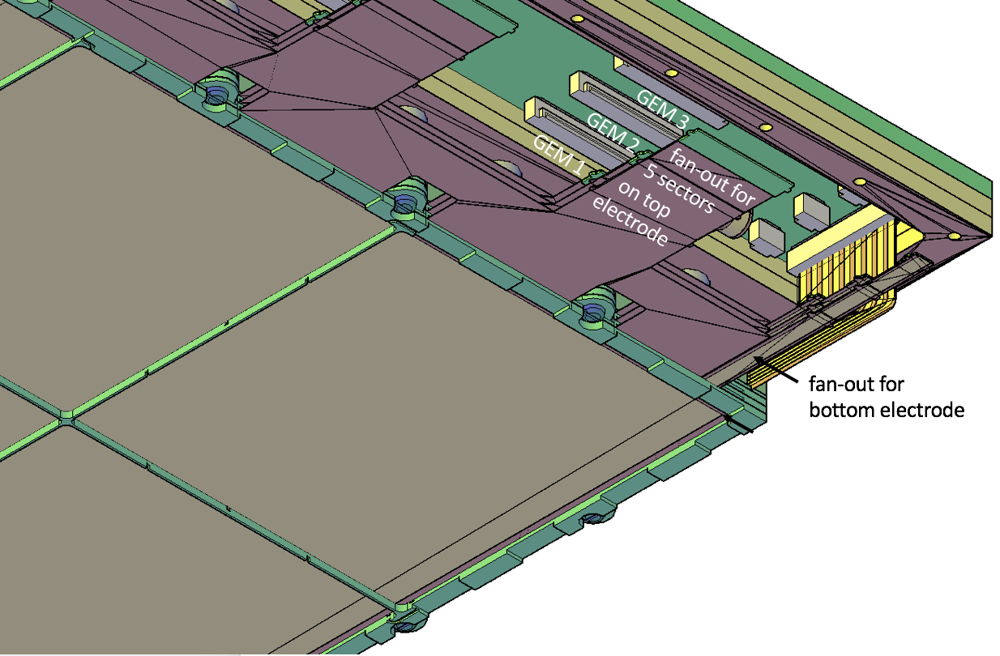 GEM 3
GEM 2
GEM 1
fan-out for
5 sectors
on top
electrode
fan-out for
bottom electrode